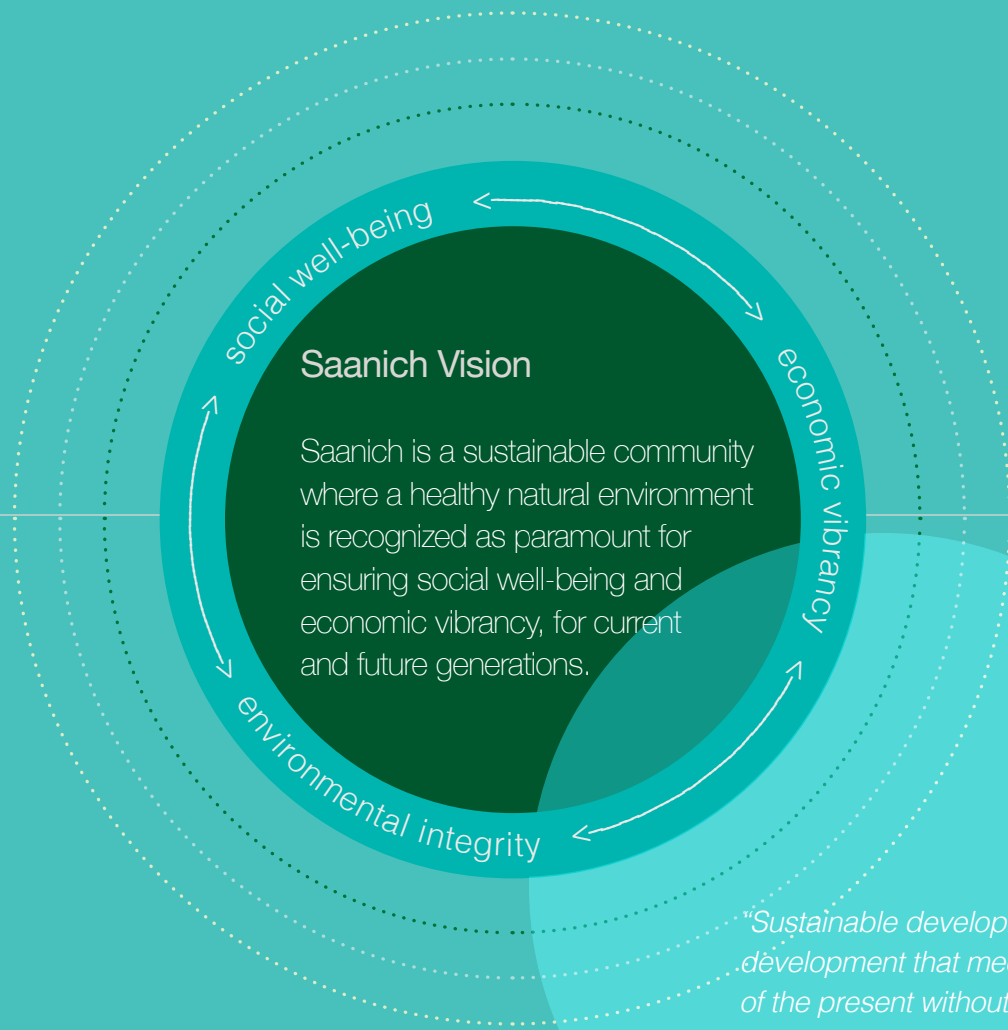 social well-being
economic vibrancy
environmental integrity
Saanich Vision
Saanich is a sustainable community
where a healthy natural environment
is recognized as paramount for
ensuring social well-being and
economic vibrancy, for current
and future generations.
“Sustainable
development that
of the present without